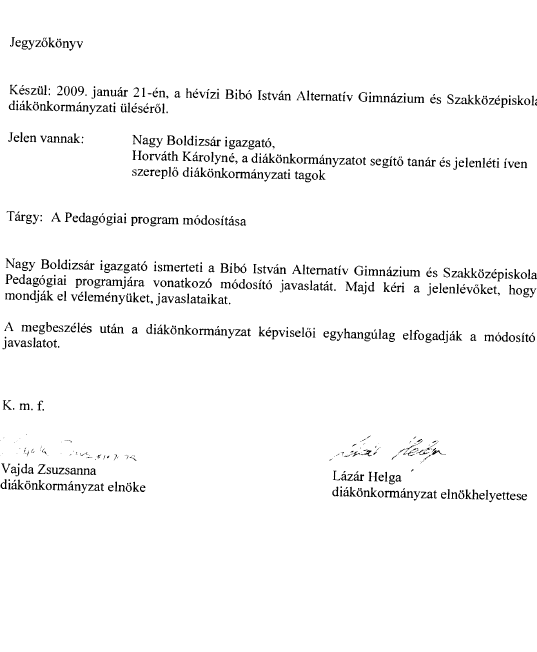 Jegyzőkönyv
Készül: 2009. január 21-én, a hévízi Bibó István Alternatív Gimnázium és Szakközépiskola
diákönkormányzati üléséről.
Jelen vannak: Nagy Boldizsár igazgató,
Horváth Károlyné, a diákönkormányzatot segítő tanár és jelenléti íven
szereplő diákönkormányzati tagok
Tárgy: A Pedagógiai program módosítása
Nagy Boldizsár igazgató ismerteti a Bibó István Alternatív Gimnázium és Szakközépiskola
Pedagógiai programjára vonatkozó módosító javaslatát. Majd kéri a jelenlévőket, hogy
mondják el véleményüket, javaslataikat.
A megbeszélés után a diákönkormányzat képviselői egyhangúlag elfogadják a módosító
javaslatot.
K. m. f.
Lázár Helga
Vajda Zsuzsanna
diákönkormányzat elnöke
Lázár Helga
diákönkormányzat elnökhelyettese